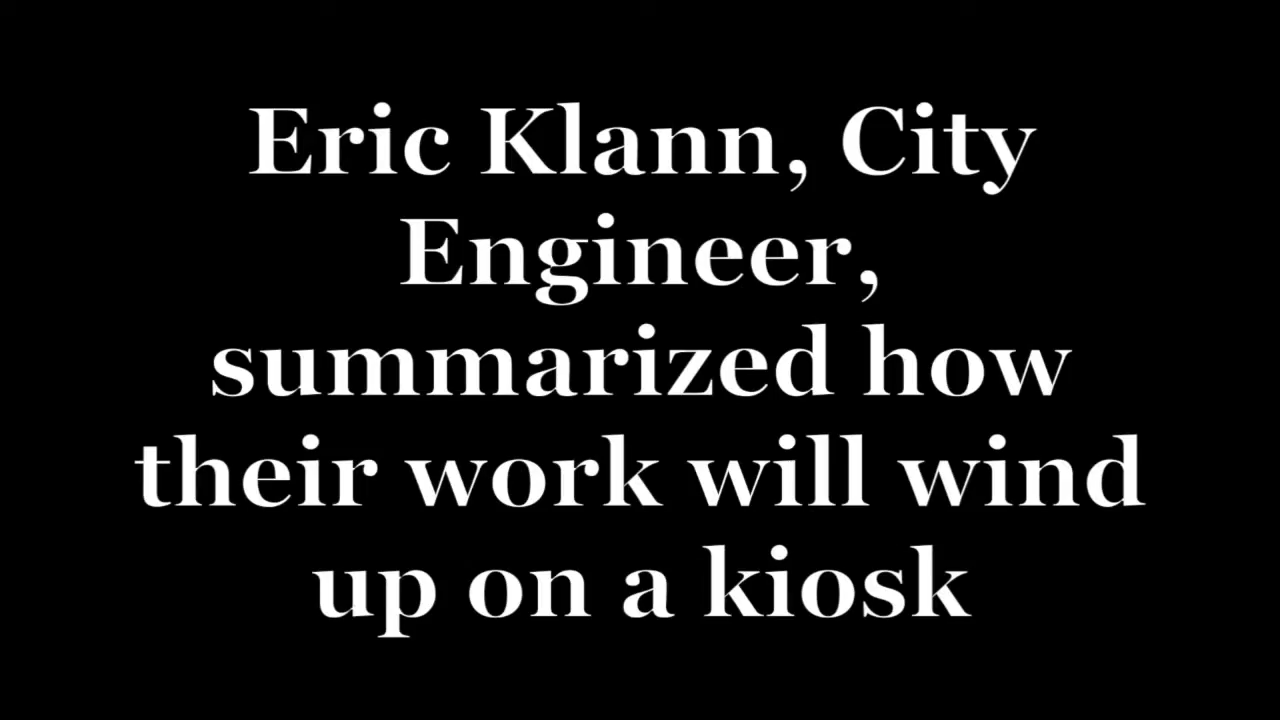 Eric Klann, City
Engineer,
summarized how
their work will wind
up on a kiosk